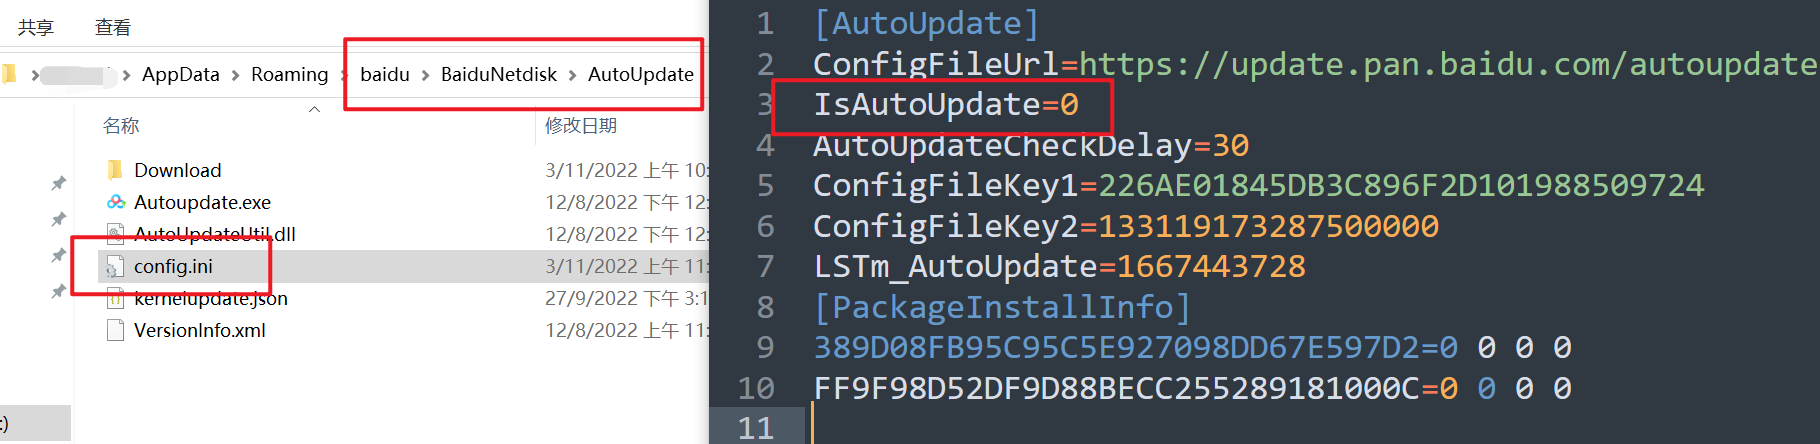 共享 查看
AppData Roaming baidu BaiduNetdisk AutoUpdate
名称 修改日期
Download 3/11/2022 上午 10:
Autoupdate.exe 12/8/2022 下午 12:
AutoUpdateUtil.dll 12/8/2022 下午 12:
config.ini 3/11/2022 上午 11:
kernelupdate.json 27/9/2022 下午 3:1
VersionInfo.xml 12/8/2022 上午 11:
:)
1 [AutoUpdate]
2 ConfigFileUrl=https://update.pan.baidu.com/autoupdate
3 IsAutoUpdate=0
4 AutoUpdateCheckDelay=30
5 ConfigFileKey1=226AE01845DB3C896F2D101988509724
6 ConfigFileKey2=133119173287500000
7 LSTm_AutoUpdate=1667443728
8 [PackageInstallInfo]
9 389D08FB95C95C5E927098DD67E597D2=0 0 0 0
10 FF9F98D52DF9D88BECC255289181000C=0 0 0 0
11